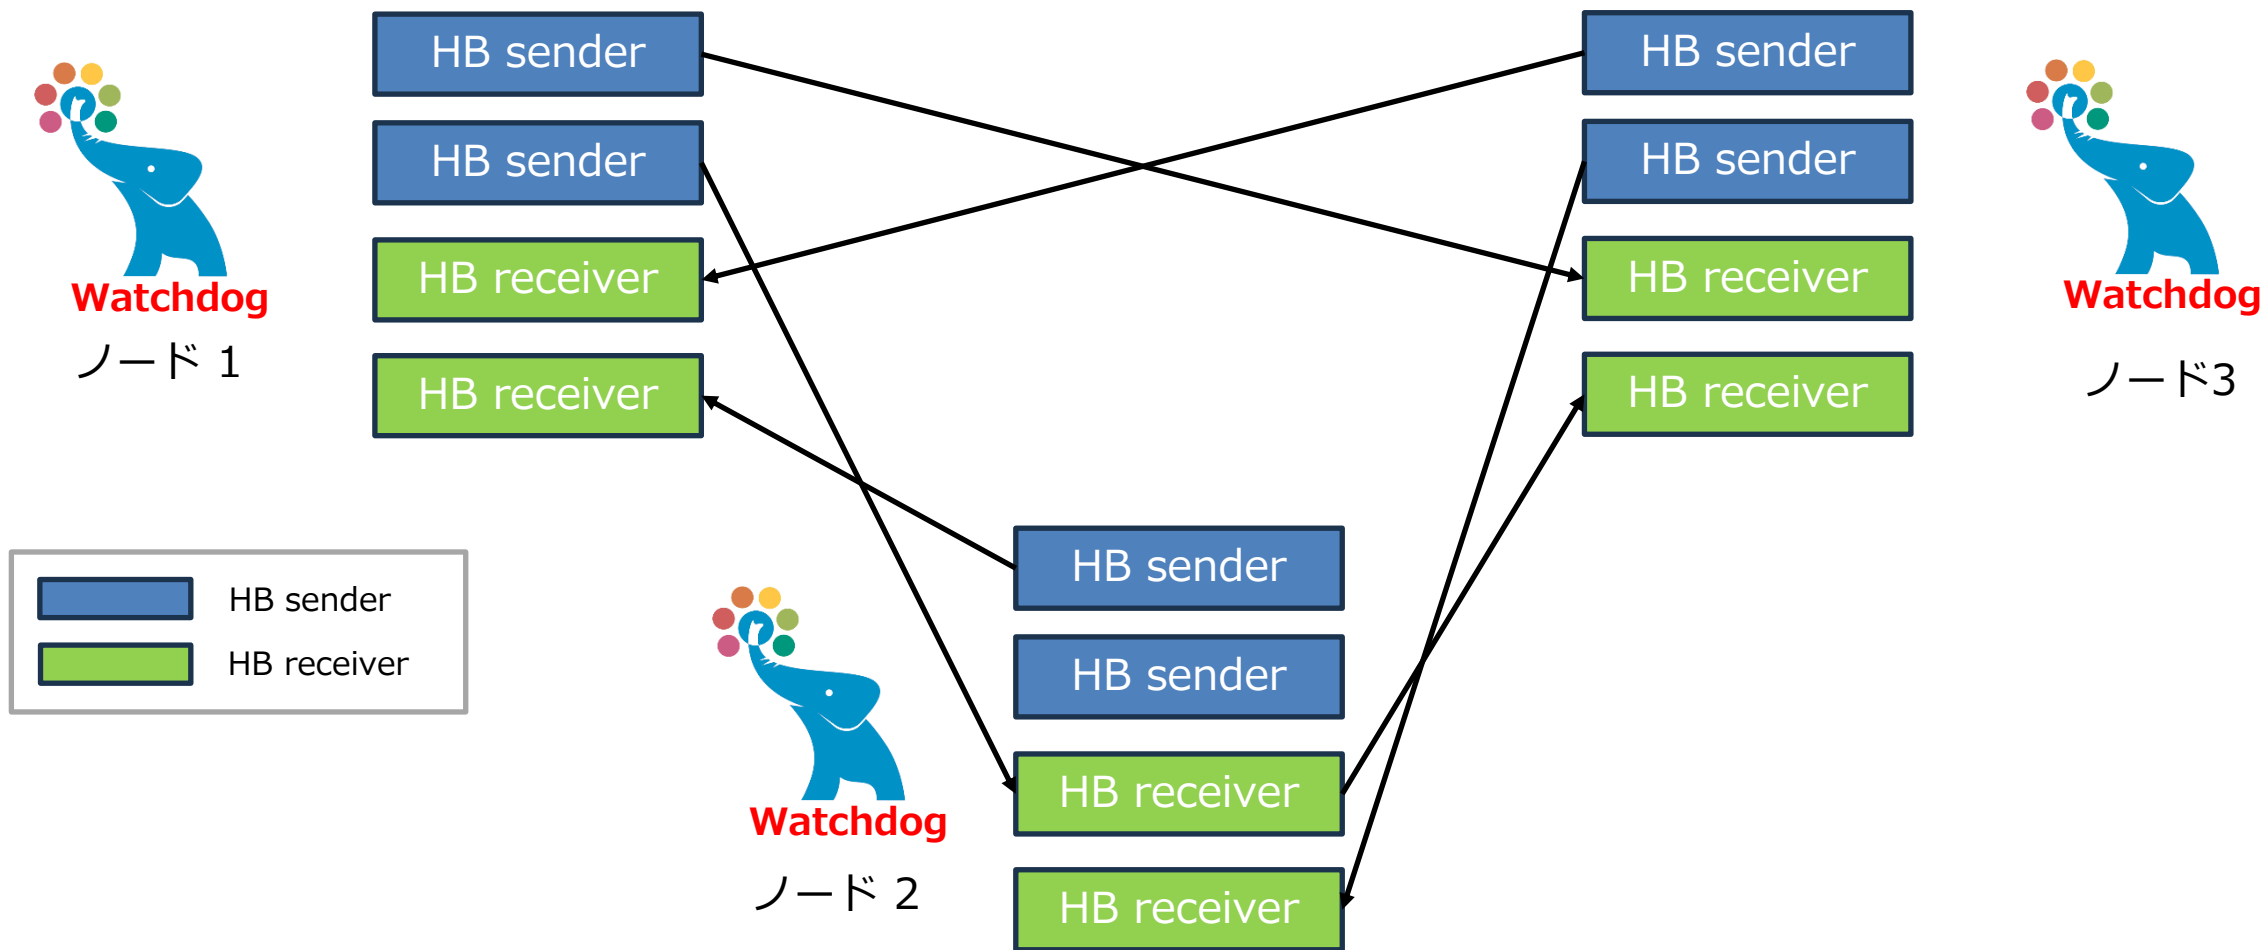 HB sender
HB sender
HB receiver
HB receiver
Watchdog
ノード 1
HB sender
HB sender
HB receiver
HB receiver
Watchdog
ノード3
HB sender
HB sender
HB receiver
HB receiver
Watchdog
ノード 2
HB sender
HB receiver